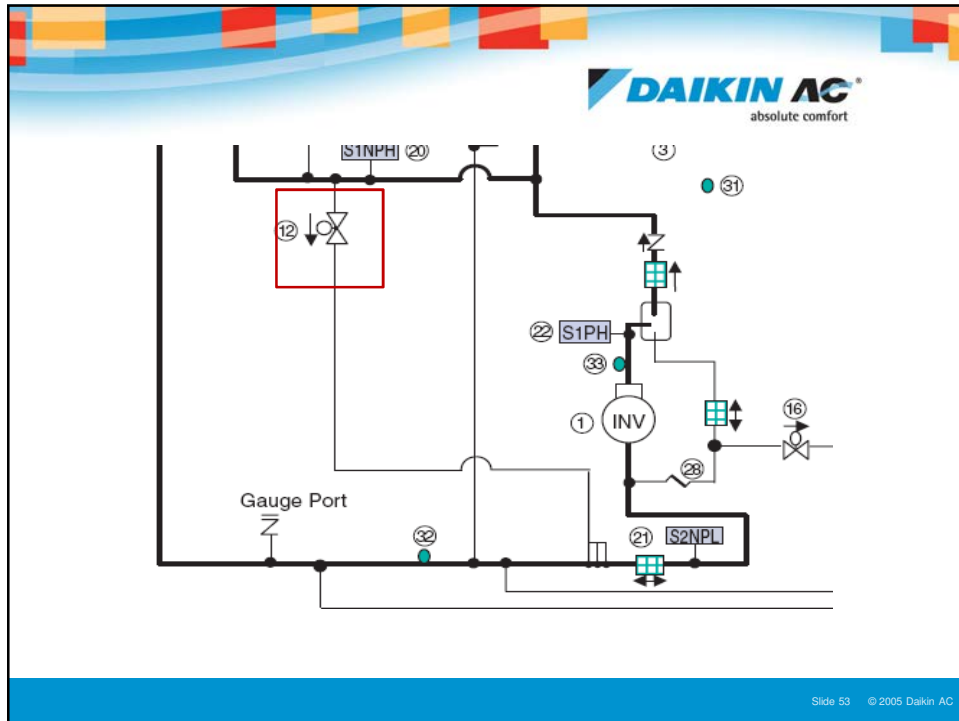 DAIKIN AC®
absolute comfort
S1NPH 20
3
31
12
22 S1PH
33
1 INV
16
28
Gauge Port
32
21 S2NPL
Slide 53 © 2005 Daikin AC